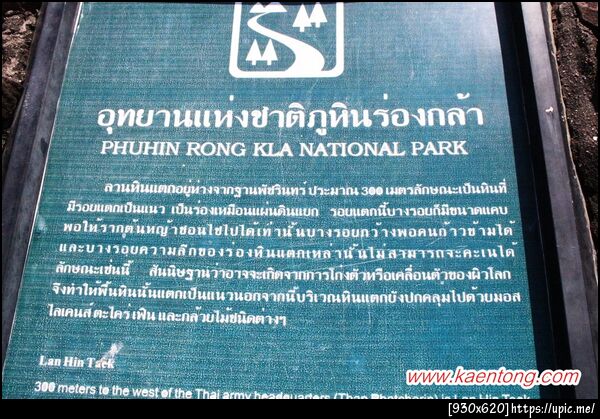 อุทยานแห่งชาติภูหินร่องกล้า
PHUHIN RONG KLA NATIONAL PARK
ลานหินแตกอยู่ห่างจากฐานพัชรินทร์ ประมาณ 300 เมตรลักษณะเป็นหินที่
มีรอยแตกเป็นแนว เป็นร่องเหมือนแผ่นดินแยก รอยแตกนี้บางรอยก็มีขนาดแคบ
พอให้รากต้นหญ้าชอนไชไปได้เท่านั้นบางรอยกว้างพอคนก้าวข้ามได้
และบางรอยความลึกของร่องหินแตกเหล่านั้นไม่สามารถจะคะเนได้
ลักษณะเช่นนี้ สันนิษฐานว่าอาจจะเกิดจากการโก่งตัวหรือเคลื่อนตัวของผิวโลก
จึงทำให้พื้นหินนั้นแตกเป็นแนวนอกจากนี้บริเวณหินแตกยังปกคลุมไปด้วยมอส
ไลเคนส์ ตะไคร เฟิน และกล้วยไม้ชนิดต่างๆ
Lan Hin Taek
300 meters to the west of the Thai army headquarters (Than Phatcharin) is Lan Hin Taek
www.kaentong.com
[930x620]https://upic.me/